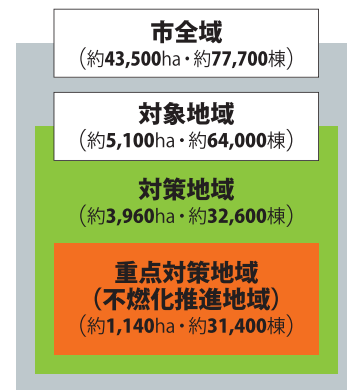 市全域
(約43,500ha・約77,700棟)
対象地域
(約5,100ha・約64,000棟)
対策地域
(約3,960ha・約32,600棟)
重点対策地域
(不燃化推進地域)
(約1,140ha・約31,400棟)